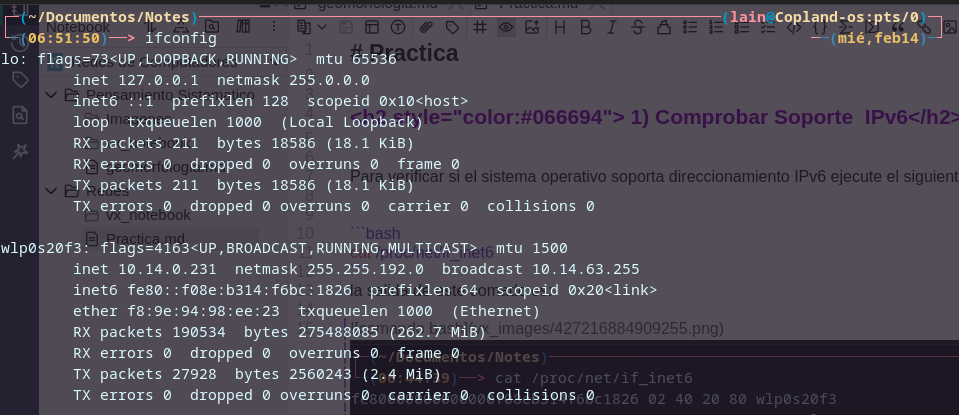 (~/Documentos/Notes) (lain@Copland-os:pts/0)
(06:51:50)——> ifconfig (mié,feb14)
lo: flags=73<UP,LOOPBACK,RUNNING>  mtu 65536
inet 127.0.0.1  netmask 255.0.0.0
inet6 ::1  prefixlen 128  scopeid 0x10<host>
loop  txqueuelen 1000  (Local Loopback)
RX packets 211  bytes 18586 (18.1 KiB)
RX errors 0  dropped 0  overruns 0  frame 0
TX packets 211  bytes 18586 (18.1 KiB)
TX errors 0  dropped 0 overruns 0  carrier 0  collisions 0
wlp0s20f3: flags=4163<UP,BROADCAST,RUNNING,MULTICAST>  mtu 1500
inet 10.14.0.231  netmask 255.255.192.0  broadcast 10.14.63.255
inet6 fe80::f08e:b314:f6bc:1826  prefixlen 64  scopeid 0x20<link>
ether f8:9e:94:98:ee:23  txqueuelen 1000  (Ethernet)
RX packets 190534  bytes 275488085 (262.7 MiB)
RX errors 0  dropped 0  overruns 0  frame 0
TX packets 27928  bytes 2560243 (2.4 MiB)
TX errors 0  dropped 0 overruns 0  carrier 0  collisions 0
# Practica
<h2 style="color:#066694"> 1) Comprobar Soporte  IPv6</h2>
Para verificar si el sistema operativo soporta direccionamiento IPv6 ejecute el siguient
```bash
cat /proc/net/if_inet6
Pensamiento Sistematico
Redes
vx_notebook
Practica.md
(~/Documentos/Notes)
——> cat /proc/net/if_inet6
02 40 20 80 wlp0s20f3